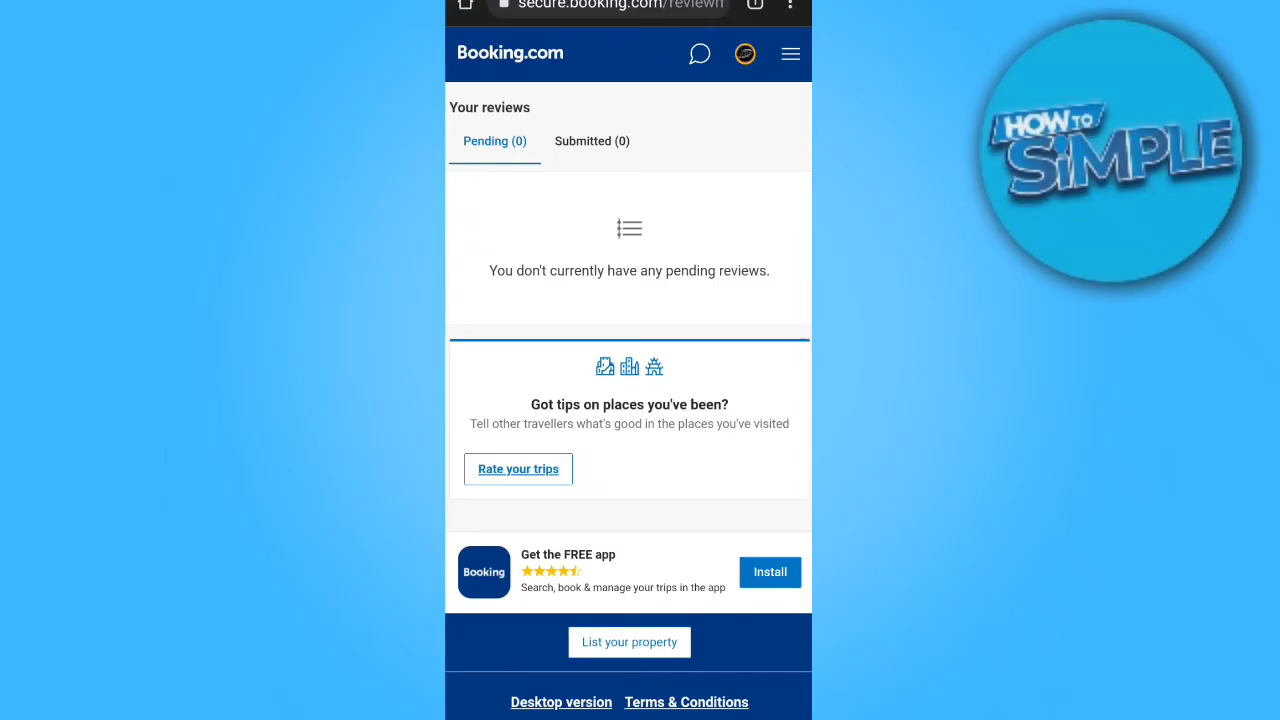 secure.booking.com/reviewn
Booking.com
Your reviews
Pending (0)
Submitted (0)
You don't currently have any pending reviews.
Got tips on places you've been?
Tell other travellers what's good in the places you've visited
Rate your trips
Booking
Get the FREE app
Search, book & manage your trips in the app
Install
List your property
Desktop version
Terms & Conditions
HOW TO
SiMPLE